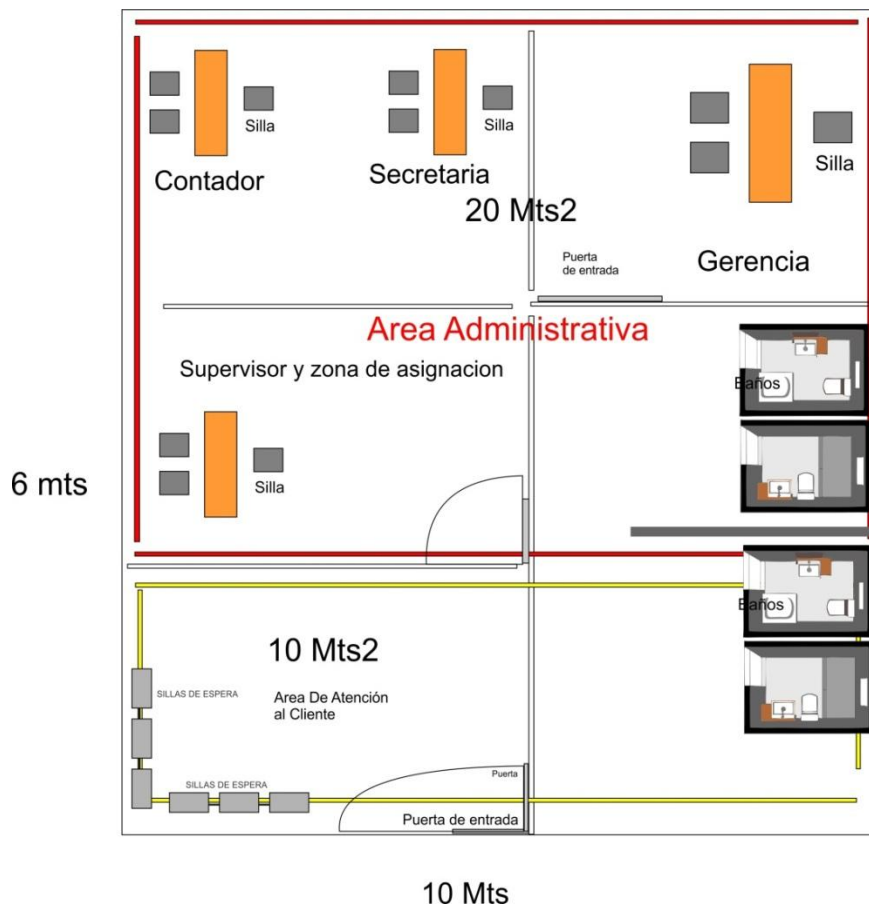 Silla
Silla
Contador
Secretaria
Silla
20 Mts2
Puerta
de entrada
Gerencia
Area Administrativa
Supervisor y zona de asignacion
Baños
Silla
6 mts
Baños
10 Mts2
SILLAS DE ESPERA
Area De Atención
al Cliente
Puerta
SILLAS DE ESPERA
Puerta de entrada
10 Mts